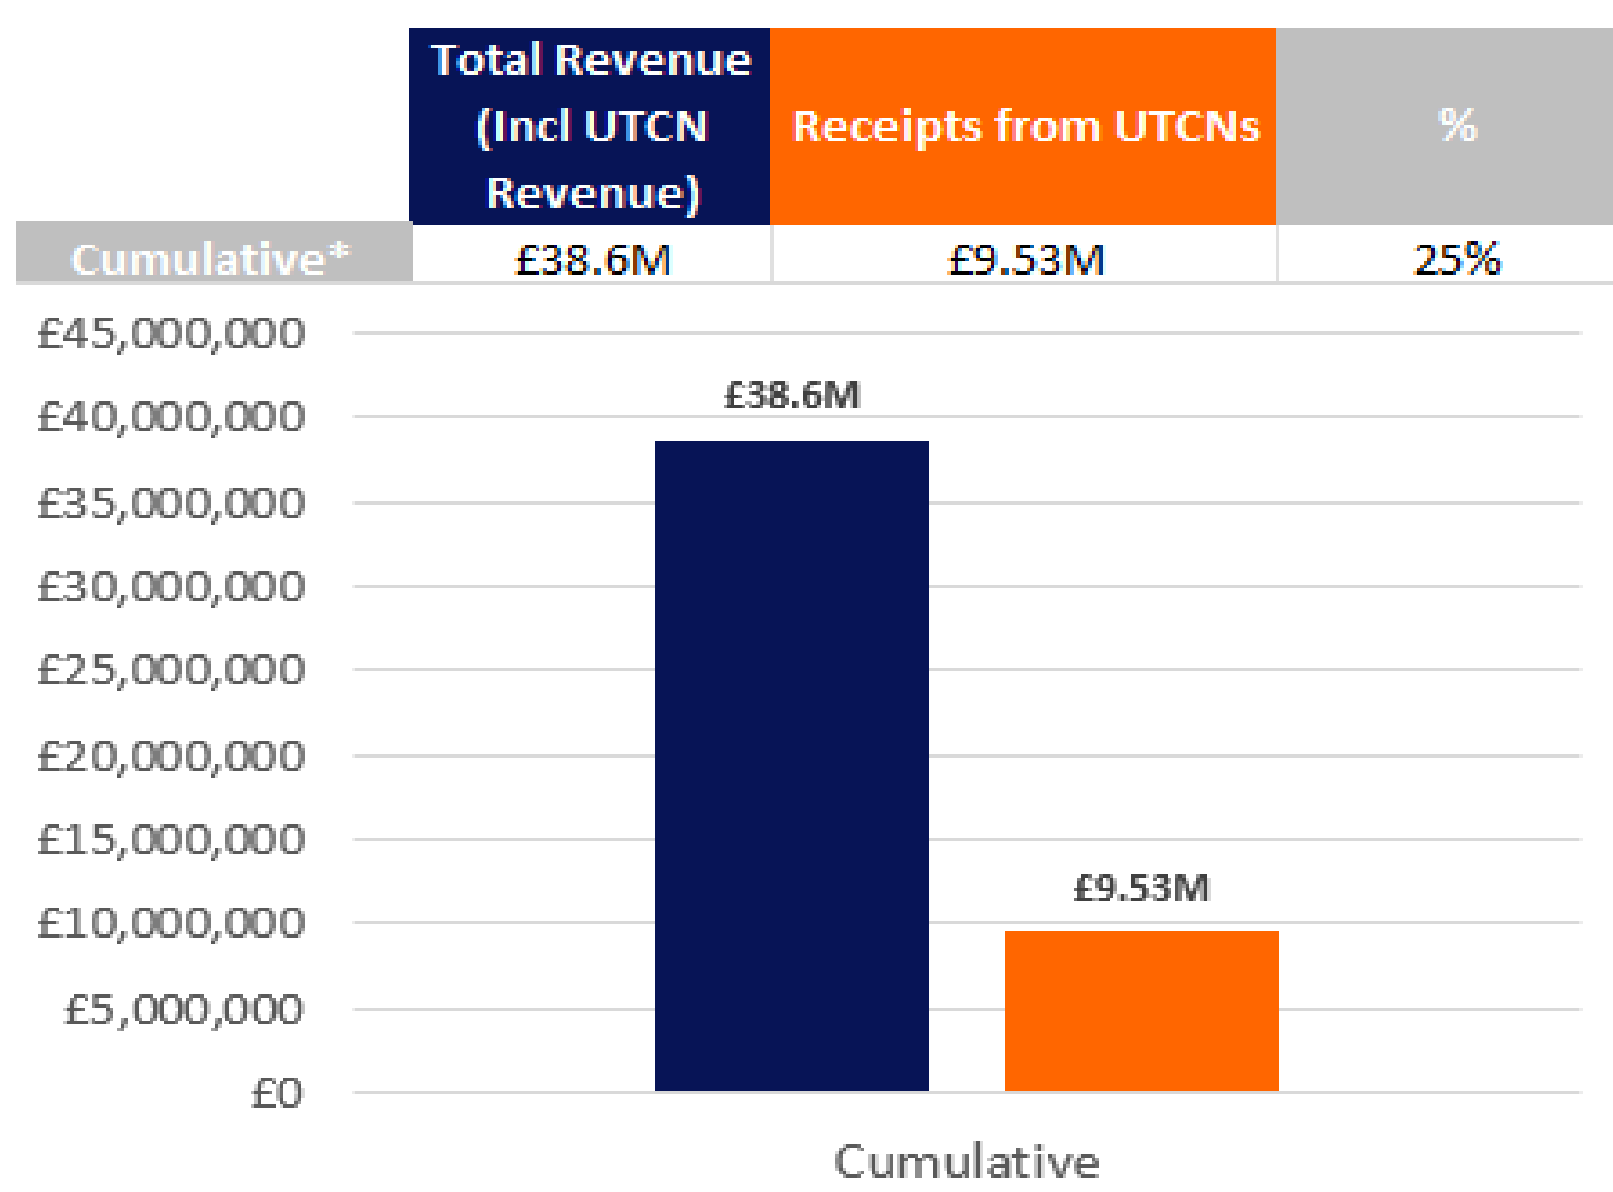 Total Revenue
(Incl UTCN
Revenue)
Receipts from UTCNs
%
Cumulative*
£38.6M
£9.53M
25%
£45,000,000
£40,000,000
£35,000,000
£30,000,000
£25,000,000
£20,000,000
£15,000,000
£10,000,000
£5,000,000
£0
£38.6M
£9.53M
Cumulative